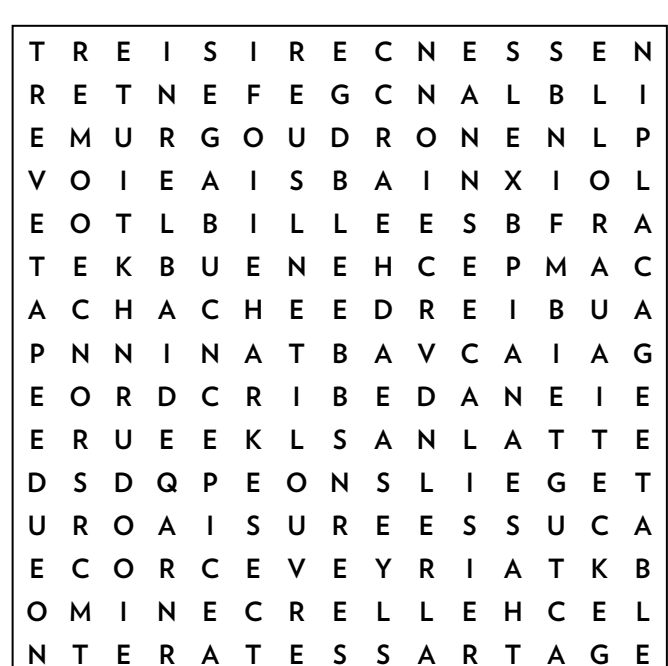 T R E I S I R E C N E S S E N
R E T N E F E G C N A L B L I
E M U R G O U D R O N E N L P
V O I E A I S B A I N X I O L
E O T L B I L L E E S B F R A
T E K B U E N E H C E P M A C
A C H A C H E E D R E I B U A
P N N I N A T B A V C A I A G
E O R D C R I B E D A N E I E
E R U E E K L S A N L A T T E
D S D Q P E O N S L I E G E T
U R O A I S U R E E S S U C A
E C O R C E V E Y R I A T K B
O M I N E C R E L L E H C E L
N T E R A T E S S A R T A G E